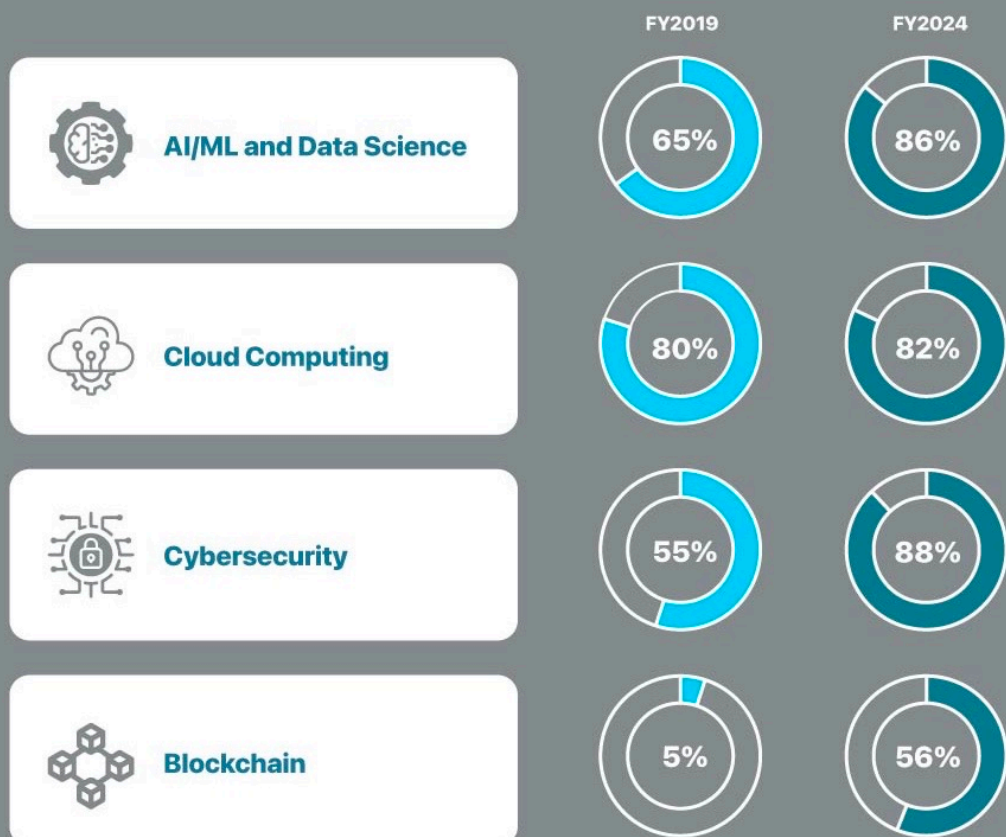 FY2019 FY2024
AI/ML and Data Science 65% 86%
Cloud Computing 80% 82%
Cybersecurity 55% 88%
Blockchain 5% 56%